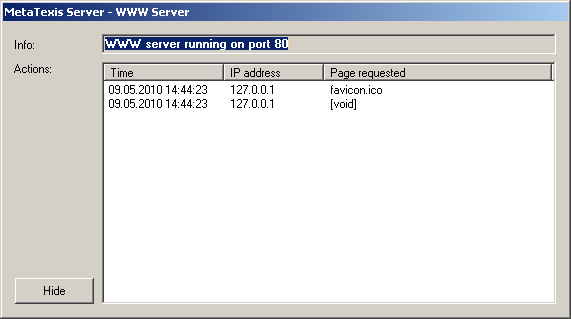 MetaTexis Server - WWW Server
Info: WWW server running on port 80
Actions:
Time IP address Page requested
09.05.2010 14:44:23 127.0.0.1 favicon.ico
09.05.2010 14:44:23 127.0.0.1 [void]
Hide